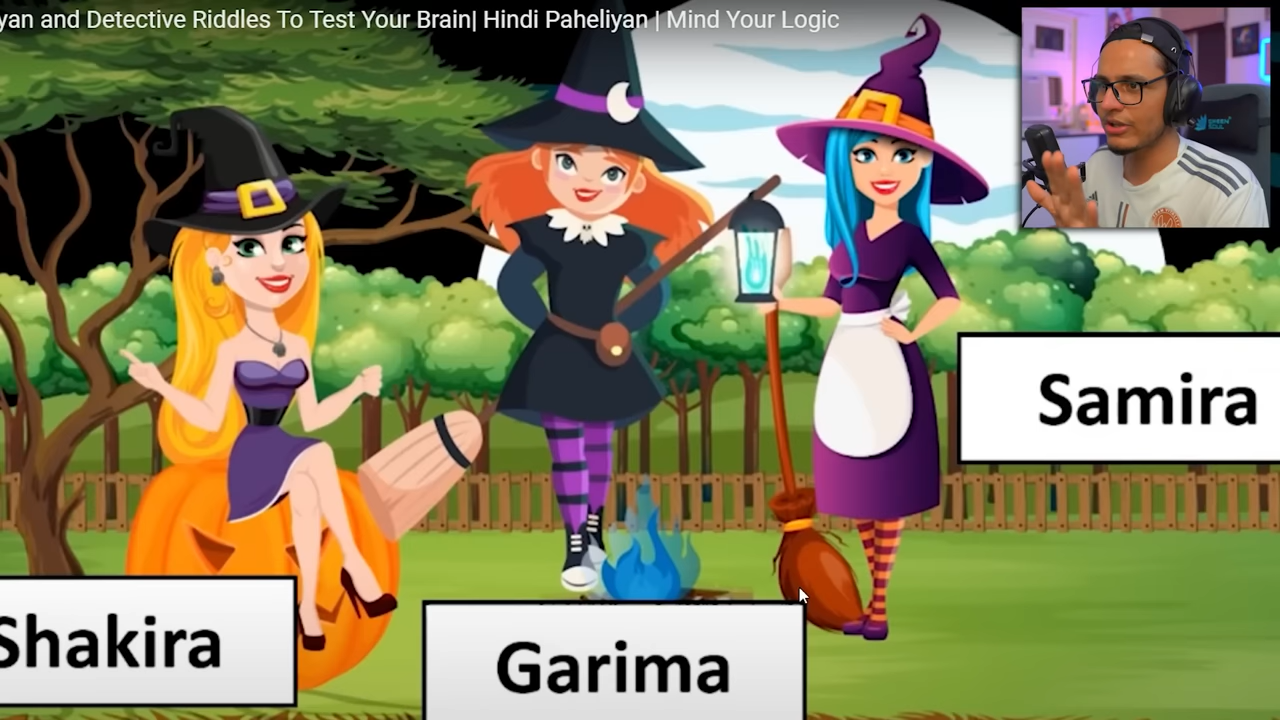 yan and Detective Riddles To Test Your Brain| Hindi Paheliyan | Mind Your Logic
Samira
Shakira
Garima